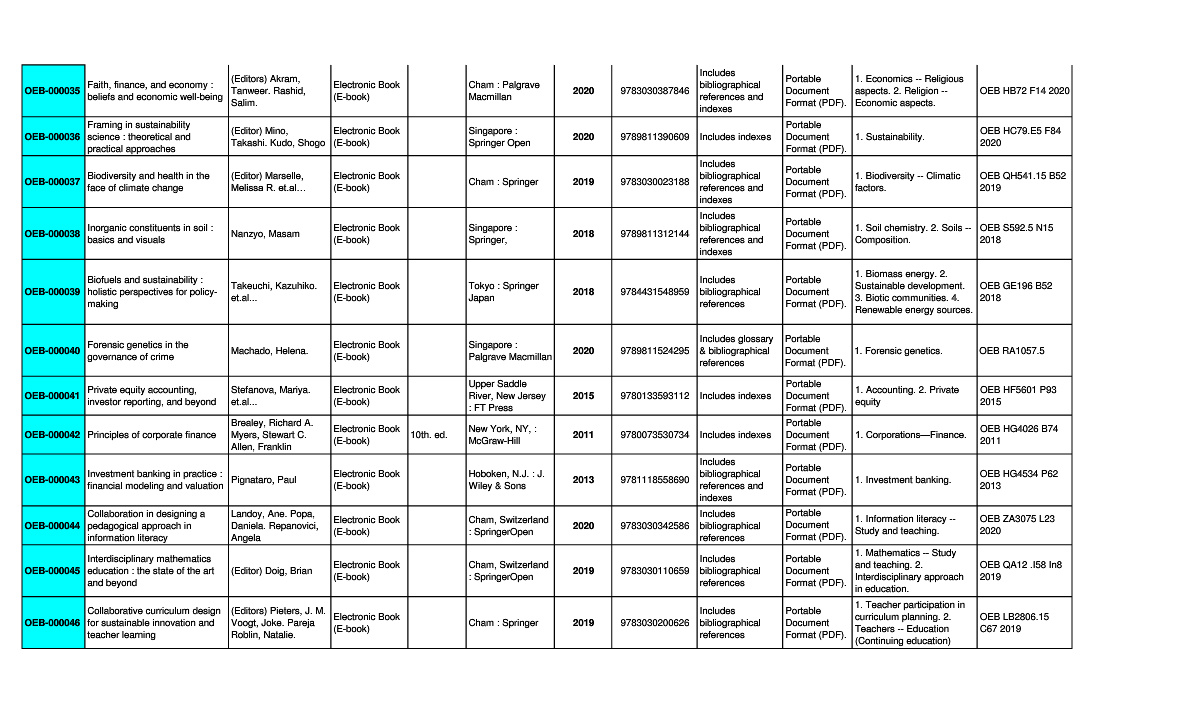 OEB-000035
Faith, finance, and economy :
beliefs and economic well-being
(Editors) Akram,
Tanweer. Rashid,
Salim.
Electronic Book
(E-book)
Cham : Palgrave
Macmillan
2020
9783030387846
Includes
bibliographical
references and
indexes
Portable
Document
Format (PDF).
1. Economics -- Religious
aspects. 2. Religion --
Economic aspects.
OEB HB72 F14 2020
OEB-000036
Framing in sustainability
science : theoretical and
practical approaches
(Editor) Mino,
Takashi. Kudo, Shogo
Electronic Book
(E-book)
Singapore :
Springer Open
2020
9789811390609
Includes indexes
Portable
Document
Format (PDF).
1. Sustainability.
OEB HC79.E5 F84
2020
OEB-000037
Biodiversity and health in the
face of climate change
(Editor) Marselle,
Melissa R. et.al…
Electronic Book
(E-book)
Cham : Springer
2019
9783030023188
Includes
bibliographical
references and
indexes
Portable
Document
Format (PDF).
1. Biodiversity -- Climatic
factors.
OEB QH541.15 B52
2019
OEB-000038
Inorganic constituents in soil :
basics and visuals
Nanzyo, Masam
Electronic Book
(E-book)
Singapore :
Springer,
2018
9789811312144
Includes
bibliographical
references and
indexes
Portable
Document
Format (PDF).
1. Soil chemistry. 2. Soils --
Composition.
OEB S592.5 N15
2018
OEB-000039
Biofuels and sustainability :
holistic perspectives for policy-
making
Takeuchi, Kazuhiko.
et.al...
Electronic Book
(E-book)
Tokyo : Springer
Japan
2018
9784431548959
Includes
bibliographical
references
Portable
Document
Format (PDF).
1. Biomass energy. 2.
Sustainable development.
3. Biotic communities. 4.
Renewable energy sources.
OEB GE196 B52
2018
OEB-000040
Forensic genetics in the
governance of crime
Machado, Helena.
Electronic Book
(E-book)
Singapore :
Palgrave Macmillan
2020
9789811524295
Includes glossary
& bibliographical
references
Portable
Document
Format (PDF).
1. Forensic genetics.
OEB RA1057.5
OEB-000041
Private equity accounting,
investor reporting, and beyond
Stefanova, Mariya.
et.al...
Electronic Book
(E-book)
Upper Saddle
River, New Jersey
: FT Press
2015
9780133593112
Includes indexes
Portable
Document
Format (PDF).
1. Accounting. 2. Private
equity
OEB HF5601 P93
2015
OEB-000042
Principles of corporate finance
Brealey, Richard A.
Myers, Stewart C.
Allen, Franklin
Electronic Book
(E-book)
10th. ed.
New York, NY, :
McGraw-Hill
2011
9780073530734
Includes indexes
Portable
Document
Format (PDF).
1. Corporations—Finance.
OEB HG4026 B74
2011
OEB-000043
Investment banking in practice :
financial modeling and valuation
Pignataro, Paul
Electronic Book
(E-book)
Hoboken, N.J. : J.
Wiley & Sons
2013
9781118558690
Includes
bibliographical
references and
indexes
Portable
Document
Format (PDF).
1. Investment banking.
OEB HG4534 P62
2013
OEB-000044
Collaboration in designing a
pedagogical approach in
information literacy
Landoy, Ane. Popa,
Daniela. Repanovici,
Angela
Electronic Book
(E-book)
Cham, Switzerland
: SpringerOpen
2020
9783030342586
Includes
bibliographical
references
Portable
Document
Format (PDF).
1. Information literacy --
Study and teaching.
OEB ZA3075 L23
2020
OEB-000045
Interdisciplinary mathematics
education : the state of the art
and beyond
(Editor) Doig, Brian
Electronic Book
(E-book)
Cham, Switzerland
: SpringerOpen
2019
9783030110659
Includes
bibliographical
references
Portable
Document
Format (PDF).
1. Mathematics -- Study
and teaching. 2.
Interdisciplinary approach
in education.
OEB QA12 .I58 In8
2019
OEB-000046
Collaborative curriculum design
for sustainable innovation and
teacher learning
(Editors) Pieters, J. M.
Voogt, Joke. Pareja
Roblin, Natalie.
Electronic Book
(E-book)
Cham : Springer
2019
9783030200626
Includes
bibliographical
references
Portable
Document
Format (PDF).
1. Teacher participation in
curriculum planning. 2.
Teachers -- Education
(Continuing education)
OEB LB2806.15
C67 2019